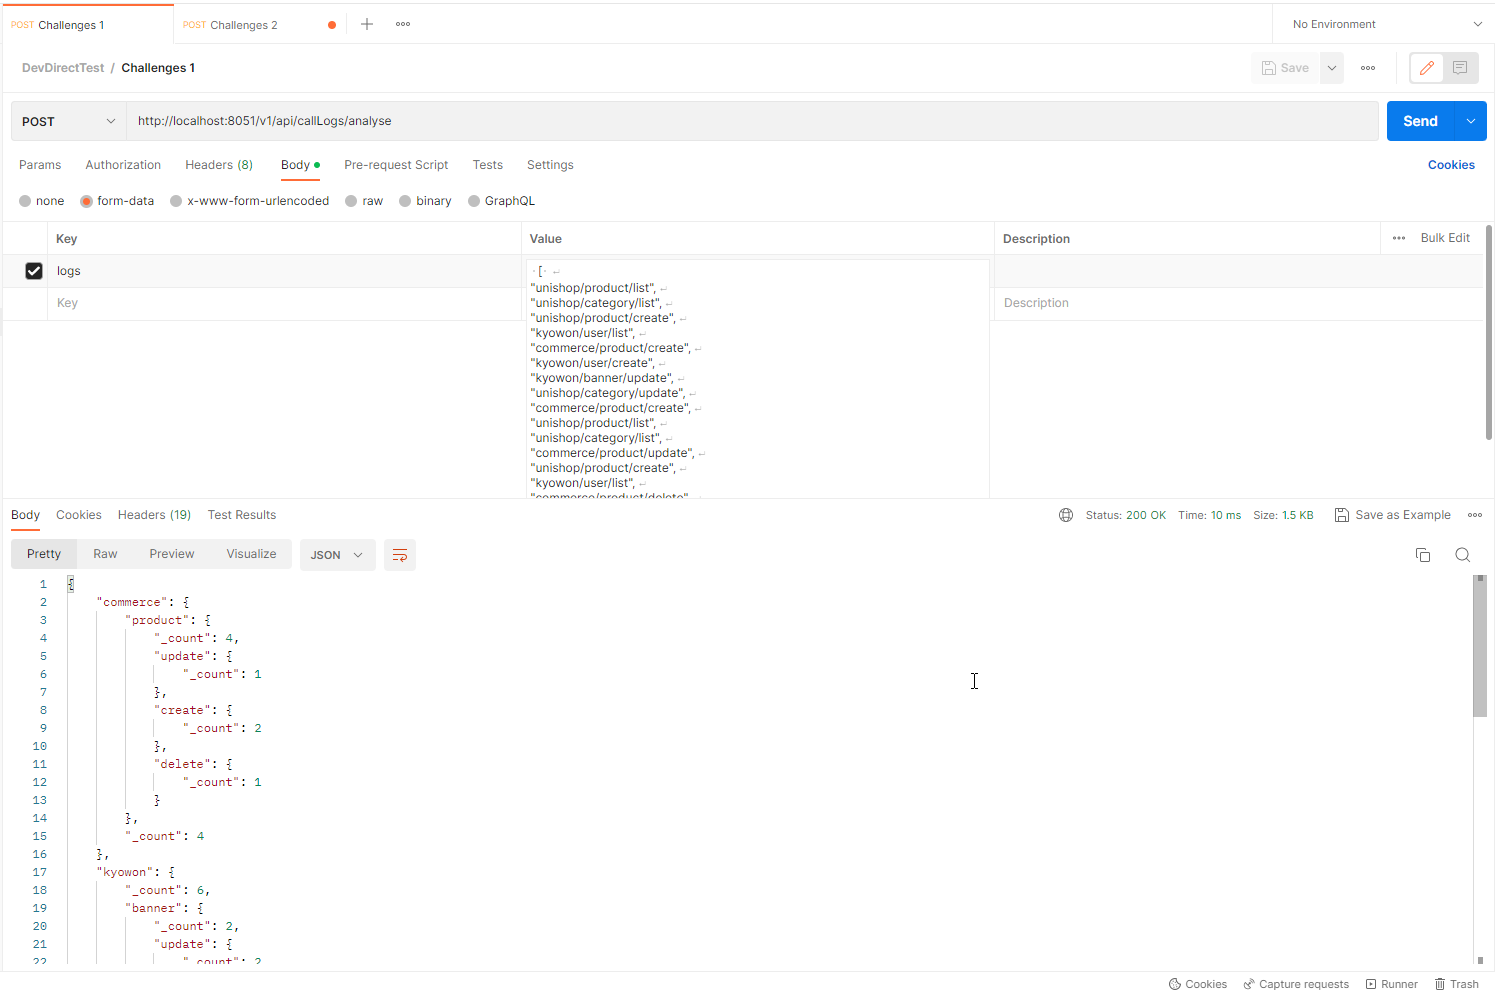 POST Challenges 1
POST Challenges 2
No Environment
DevDirectTest / Challenges 1
Save
POST
http://localhost:8051/v1/api/callLogs/analyse
Send
Params Authorization Headers (8) Body Pre-request Script Tests Settings Cookies
none form-data x-www-form-urlencoded raw binary GraphQL
Key Value Description Bulk Edit
logs
[
"unishop/product/list",
"unishop/category/list",
"unishop/product/create",
"kyowon/user/list",
"commerce/product/create",
"kyowon/user/create",
"kyowon/banner/update",
"unishop/category/update",
"commerce/product/create",
"unishop/product/list",
"unishop/category/list",
"commerce/product/update",
"unishop/product/create",
"kyowon/user/list",
"commerce/product/delete"
Key Description
Body Cookies Headers (19) Test Results Status: 200 OK Time: 10 ms Size: 1.5 KB Save as Example
Pretty Raw Preview Visualize JSON
1 {
2 "commerce": {
3 "product": {
4 "_count": 4,
5 "update": {
6 "_count": 1
7 },
8 "create": {
9 "_count": 2
10 },
11 "delete": {
12 "_count": 1
13 }
14 },
15 "_count": 4
16 },
17 "kyowon": {
18 "_count": 6,
19 "banner": {
20 "_count": 2,
21 "update": {
22 "_count": 2
Cookies Capture requests Runner Trash